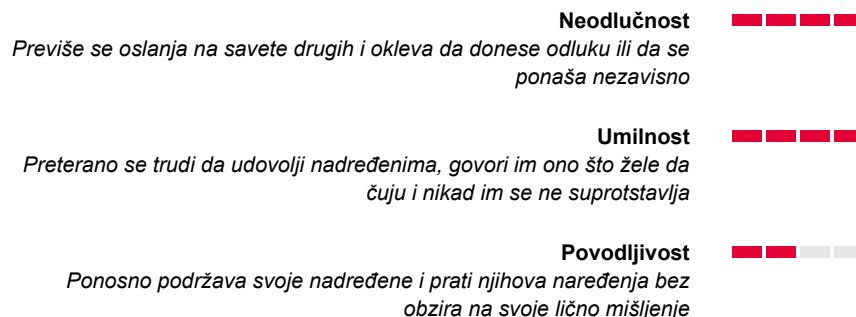 Neodlučnost
Previše se oslanja na savete drugih i okleva da donese odluku ili da se
ponaša nezavisno
Umilnost
Preterano se trudi da udovolji nadređenima, govori im ono što žele da
čuju i nikad im se ne suprotstavlja
Povodljivost
Ponosno podržava svoje nadređene i prati njihova naređenja bez
obzira na svoje lično mišljenje